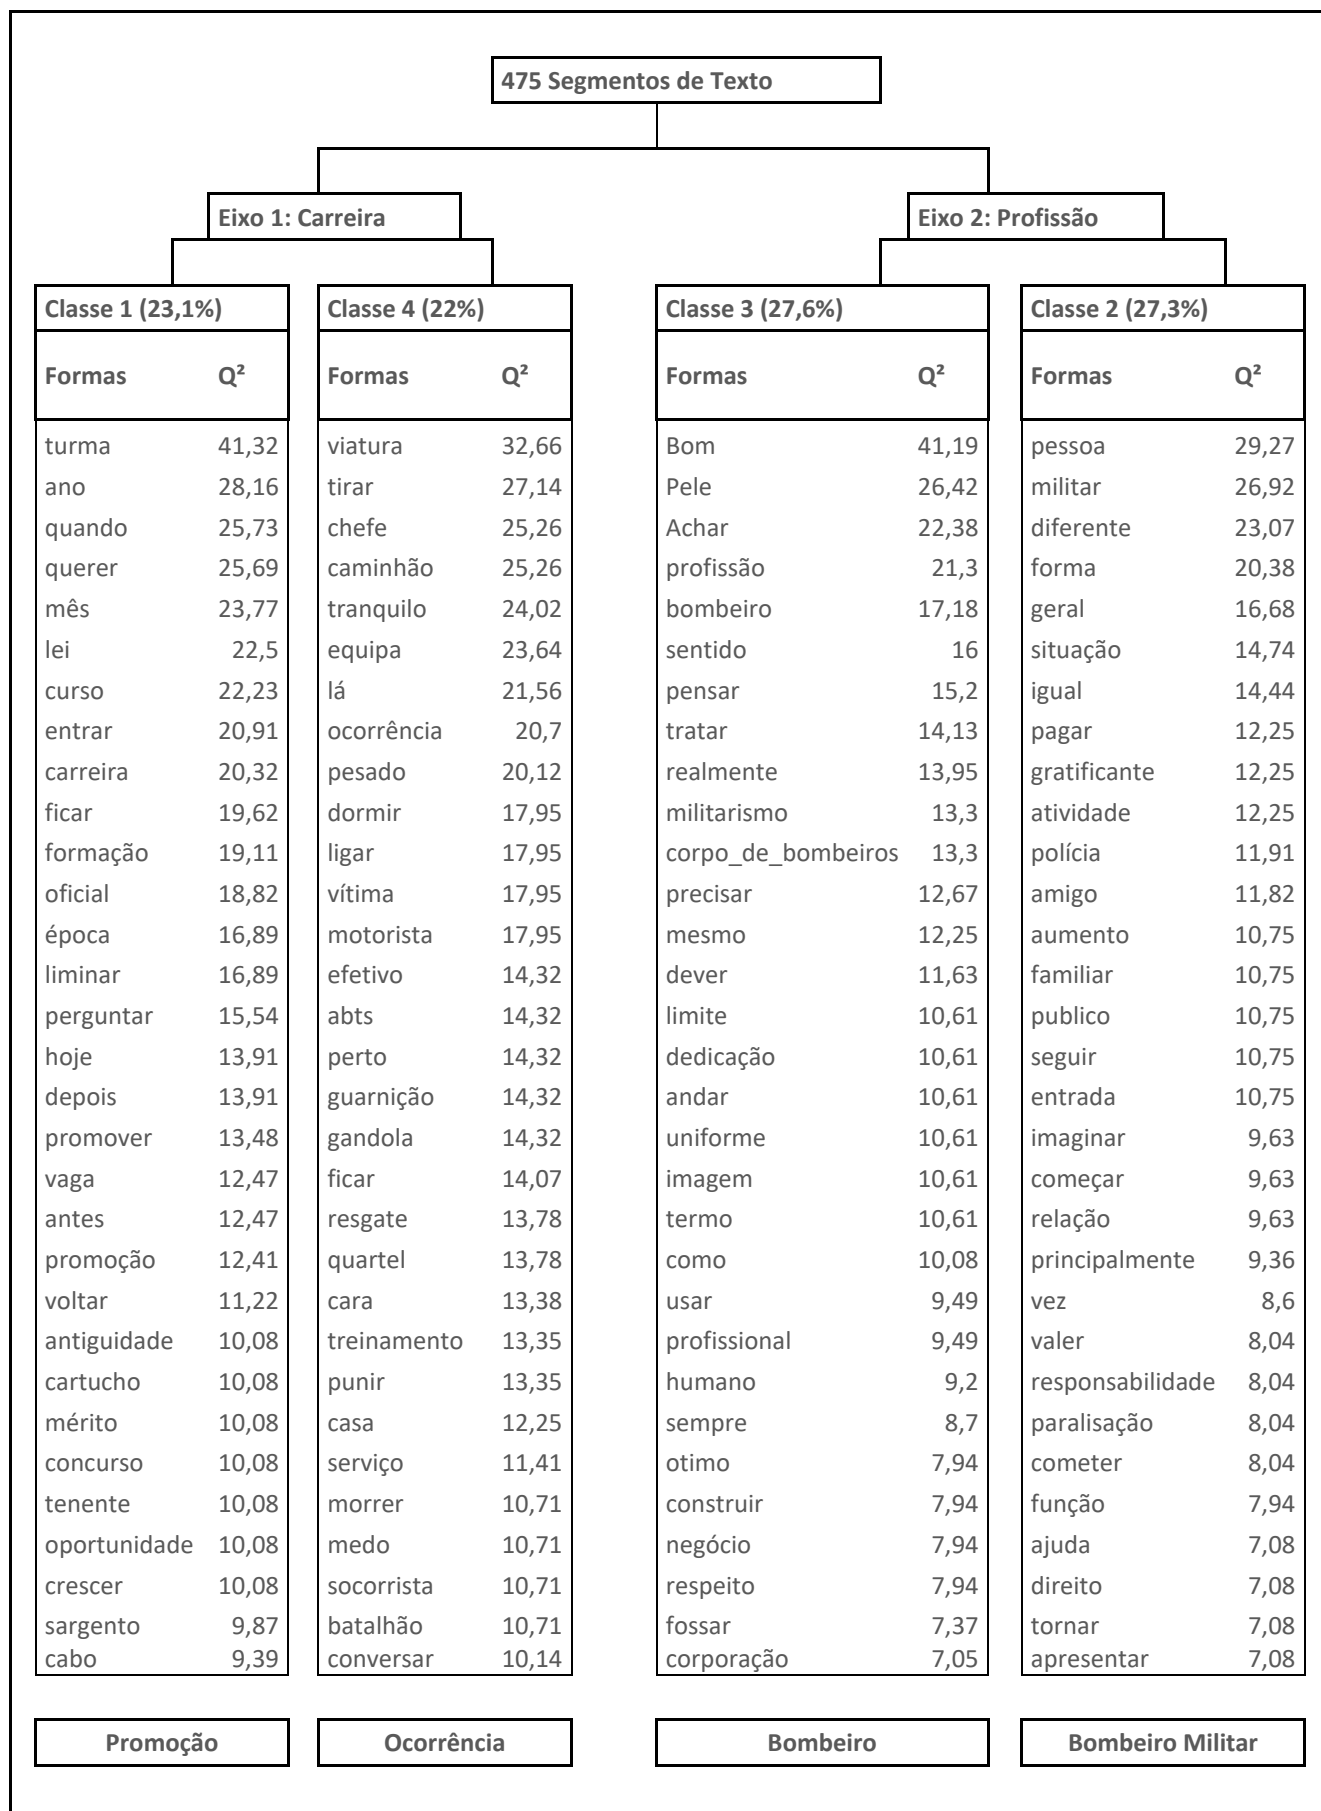 475 Segmentos de Texto
Eixo 1: Carreira Eixo 2: Profissão
Classe 1 (23,1%) Classe 4 (22%) Classe 3 (27,6%) Classe 2 (27,3%)
Formas Q² Formas Q² Formas Q² Formas Q²
turma 41,32 viatura 32,66 Bom 41,19 pessoa 29,27
ano 28,16 tirar 27,14 Pele 26,42 militar 26,92
quando 25,73 chefe 25,26 Achar 22,38 diferente 23,07
querer 25,69 caminhão 25,26 profissão 21,3 forma 20,38
mês 23,77 tranquilo 24,02 bombeiro 17,18 geral 16,68
lei 22,5 equipa 23,64 sentido 16 situação 14,74
curso 22,23 lá 21,56 pensar 15,2 igual 14,44
entrar 20,91 ocorrência 20,7 tratar 14,13 pagar 12,25
carreira 20,32 pesado 20,12 realmente 13,95 gratificante 12,25
ficar 19,62 dormir 17,95 militarismo 13,3 atividade 12,25
formação 19,11 ligar 17,95 corpo_de_bombeiros 13,3 polícia 11,91
oficial 18,82 vítima 17,95 precisar 12,67 amigo 11,82
época 16,89 motorista 17,95 mesmo 12,25 aumento 10,75
liminar 16,89 efetivo 14,32 dever 11,63 familiar 10,75
perguntar 15,54 abts 14,32 limite 10,61 publico 10,75
hoje 13,91 perto 14,32 dedicação 10,61 seguir 10,75
depois 13,91 guarnição 14,32 andar 10,61 entrada 10,75
promover 13,48 gandola 14,32 uniforme 10,61 imaginar 9,63
vaga 12,47 ficar 14,07 imagem 10,61 começar 9,63
antes 12,47 resgate 13,78 termo 10,61 relação 9,63
promoção 12,41 quartel 13,78 como 10,08 principalmente 9,36
voltar 11,22 cara 13,38 usar 9,49 vez 8,6
antiguidade 10,08 treinamento 13,35 profissional 9,49 valer 8,04
cartucho 10,08 punir 13,35 humano 9,2 responsabilidade 8,04
mérito 10,08 casa 12,25 sempre 8,7 paralisação 8,04
concurso 10,08 serviço 11,41 otimo 7,94 cometer 8,04
tenente 10,08 morrer 10,71 construir 7,94 função 7,94
oportunidade 10,08 medo 10,71 negócio 7,94 ajuda 7,08
crescer 10,08 socorrista 10,71 respeito 7,94 direito 7,08
sargento 9,87 batalhão 10,71 fossar 7,37 tornar 7,08
cabo 9,39 conversar 10,14 corporação 7,05 apresentar 7,08
Promoção Ocorrência Bombeiro Bombeiro Militar